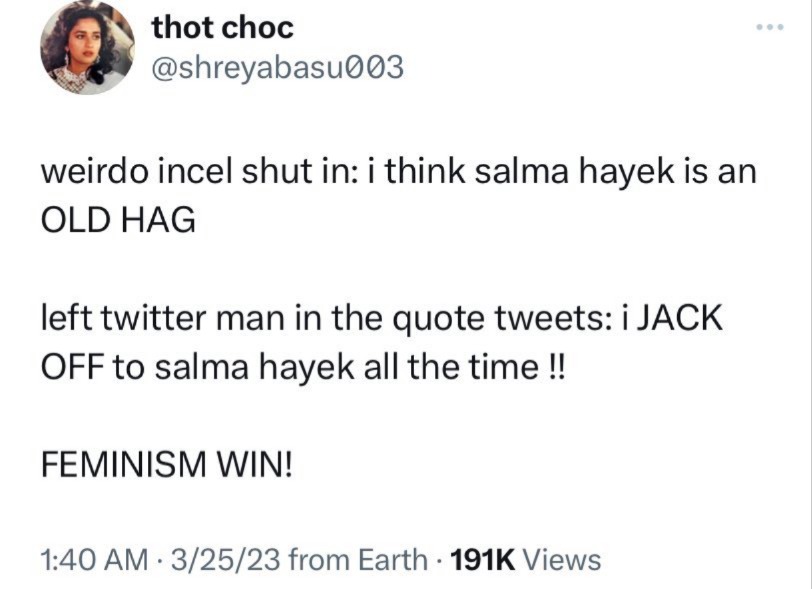 thot choc
@shreyabasu003
weirdo incel shut in: i think salma hayek is an
OLD HAG
left twitter man in the quote tweets: i JACK
OFF to salma hayek all the time !!
FEMINISM WIN!
1:40 AM · 3/25/23 from Earth · 191K Views